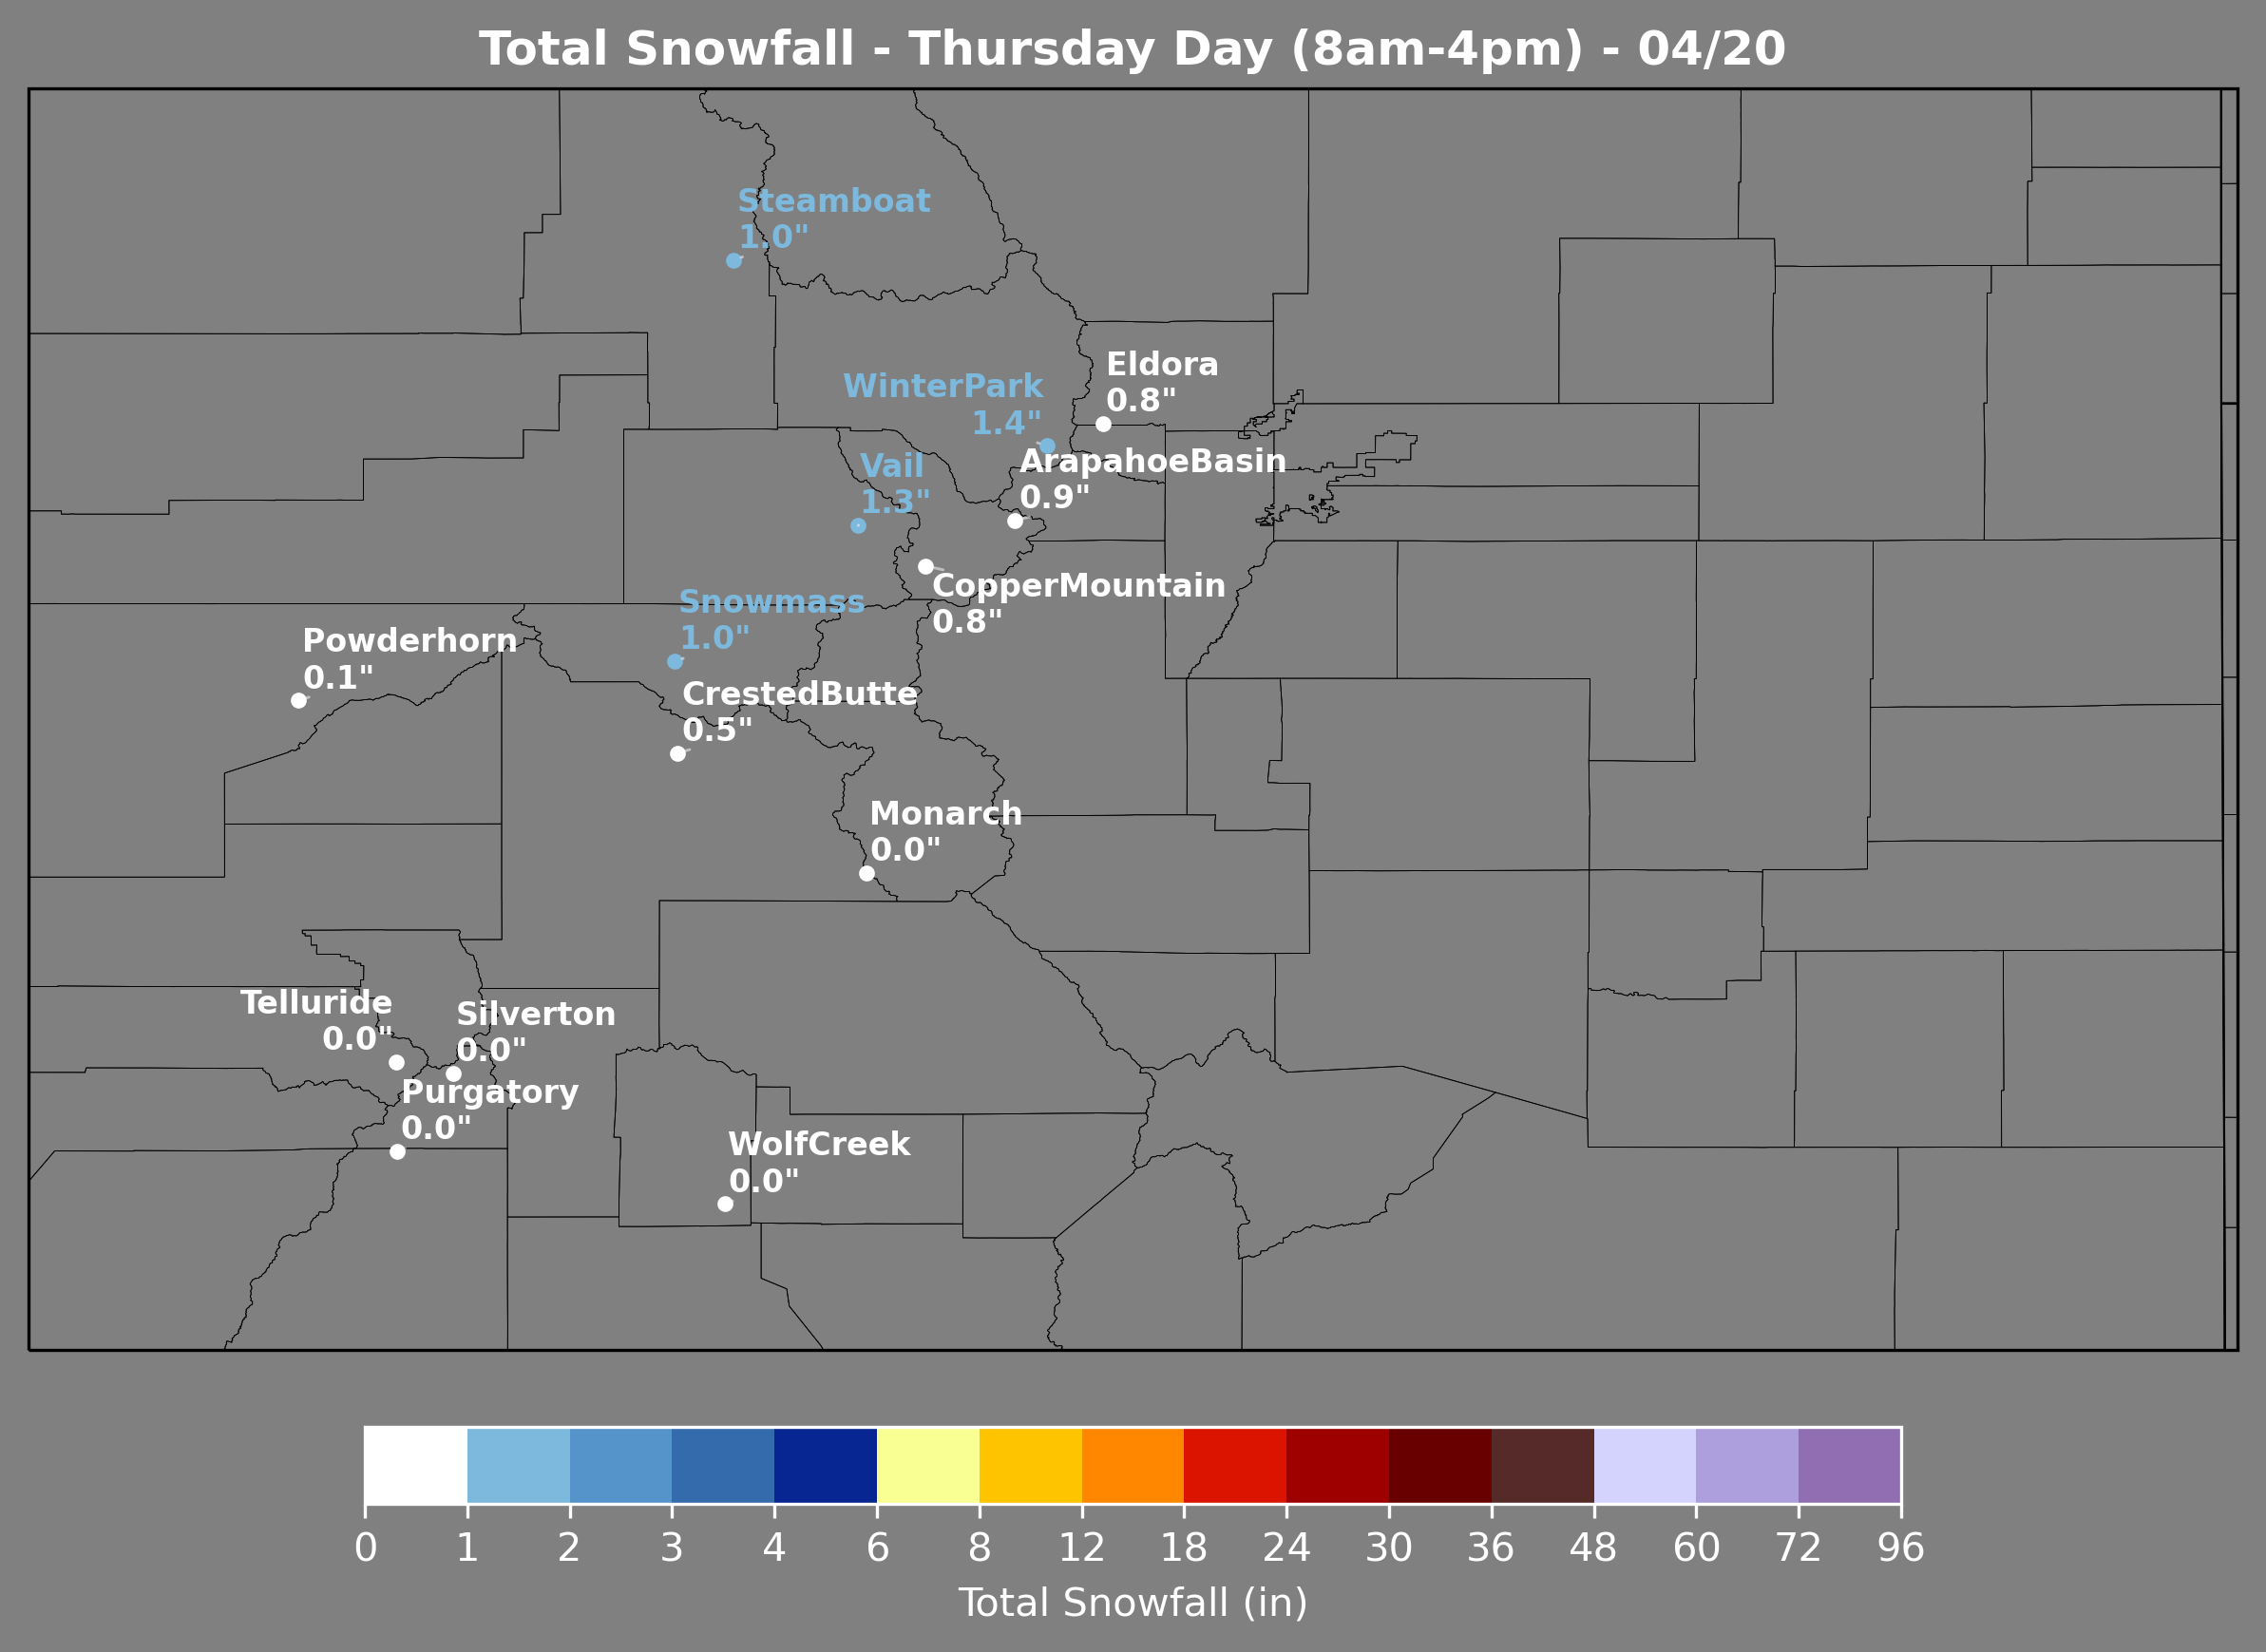 Total Snowfall - Thursday Day (8am-4pm) - 04/20
Steamboat
1.0"
Eldora
0.8"
WinterPark
1.4"
ArapahoeBasin
0.9"
Vail
1.3"
CopperMountain
0.8"
Snowmass
1.0"
Powderhorn
0.1"
CrestedButte
0.5"
Monarch
0.0"
Telluride
0.0"
Silverton
0.0"
Purgatory
0.0"
WolfCreek
0.0"
0 1 2 3 4 6 8 12 18 24 30 36 48 60 72 96
Total Snowfall (in)